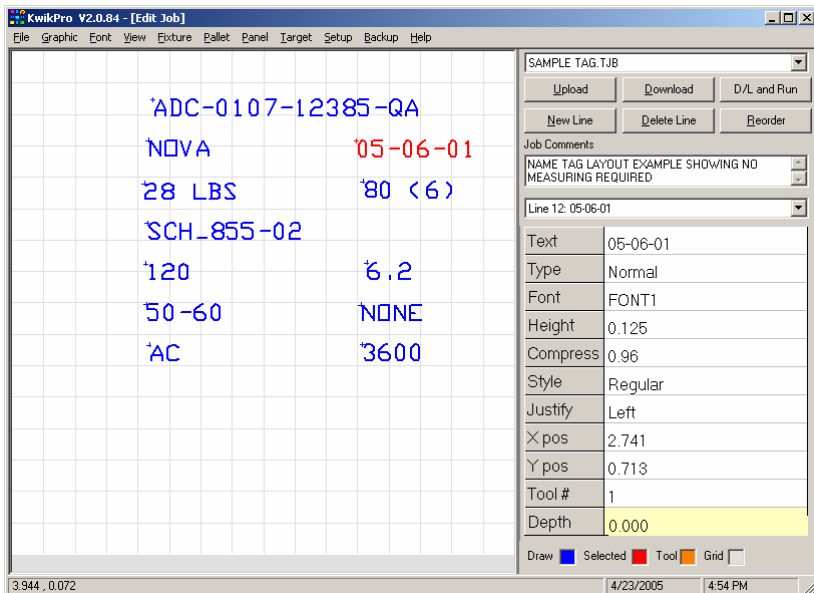 KwikPro V2.0.84 - [Edit Job]
File Graphic Font View Fixture Pallet Panel Target Setup Backup Help
ADC-0107-12385-QA
NOVA 05-06-01
28 LBS 80 (6)
SCH_855-02
120 6.2
50-60 NONE
AC 3600
SAMPLE TAG.TJB
Upload Download D/L and Run
New Line Delete Line Reorder
Job Comments
NAME TAG LAYOUT EXAMPLE SHOWING NO
MEASURING REQUIRED
Line 12: 05-06-01
Text 05-06-01
Type Normal
Font FONT1
Height 0.125
Compress 0.96
Style Regular
Justify Left
X pos 2.741
Y pos 0.713
Tool # 1
Depth 0.000
Draw Selected Tool Grid
3.944 , 0.072 4/23/2005 4:54 PM